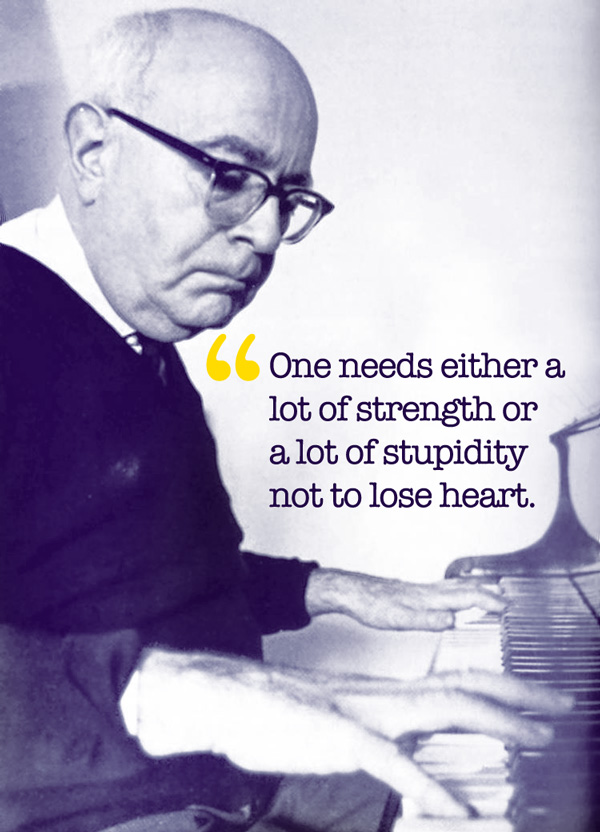 “One needs either a
lot of strength or
a lot of stupidity
not to lose heart.